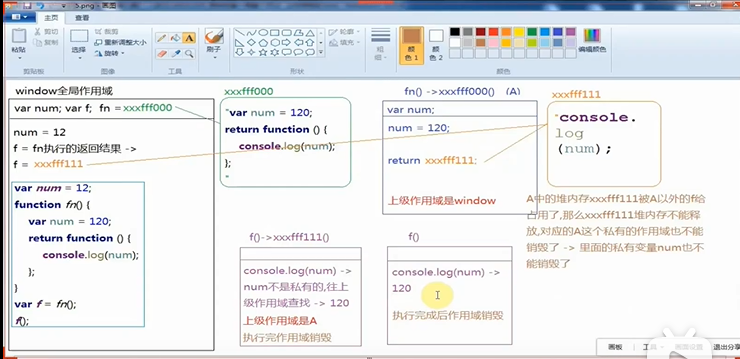 5.png - 画图
主页
查看
粘贴
剪切
复制
剪贴板
选择
裁剪
重新调整大小
旋转
图像
工具
刷子
形状
轮廓
填充
粗细
颜色 1
颜色 2
颜色
编辑颜色
window全局作用域
var num; var f; fn = xxxfff000
num = 12
f = fn执行的返回结果 ->
f = xxxfff111
var num = 12;
function fn() {
var num = 120;
return function () {
console.log(num);
};
}
var f = fn();
f();
xxxfff000
"var num = 120;
return function () {
console.log(num);
};
"
fn() ->xxxfff000() (A)
var num;
num = 120;
return xxxfff111;
上级作用域是window
xxxfff111
"console.
log
(num);
A中的堆内存xxxfff111被A以外的f给
占用了,那么xxxfff111堆内存不能释
放,对应的A这个私有的作用域也不能
销毁了 -> 里面的私有变量num也不
能销毁了
f()->xxxfff111()
console.log(num) ->
num不是私有的,往上
级作用域查找 -> 120
上级作用域是A
执行完作用域销毁
f()
console.log(num) ->
120
执行完成后作用域销毁
画板
工具
画面设置
退出分享